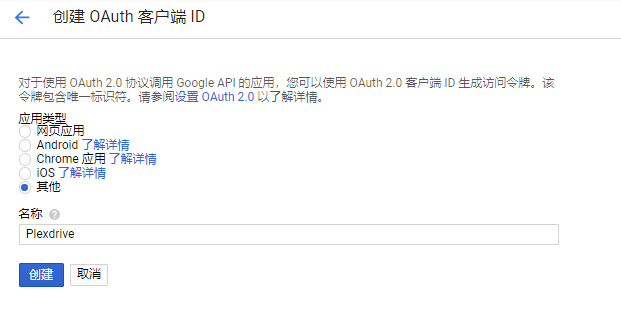 创建 OAuth 客户端 ID
对于使用 OAuth 2.0 协议调用 Google API 的应用，您可以使用 OAuth 2.0 客户端 ID 生成访问令牌。该
令牌包含唯一标识符。请参阅设置 OAuth 2.0 以了解详情。
应用类型
网页应用
Android 了解详情
Chrome 应用 了解详情
iOS 了解详情
其他
名称 ?
Plexdrive
创建 取消